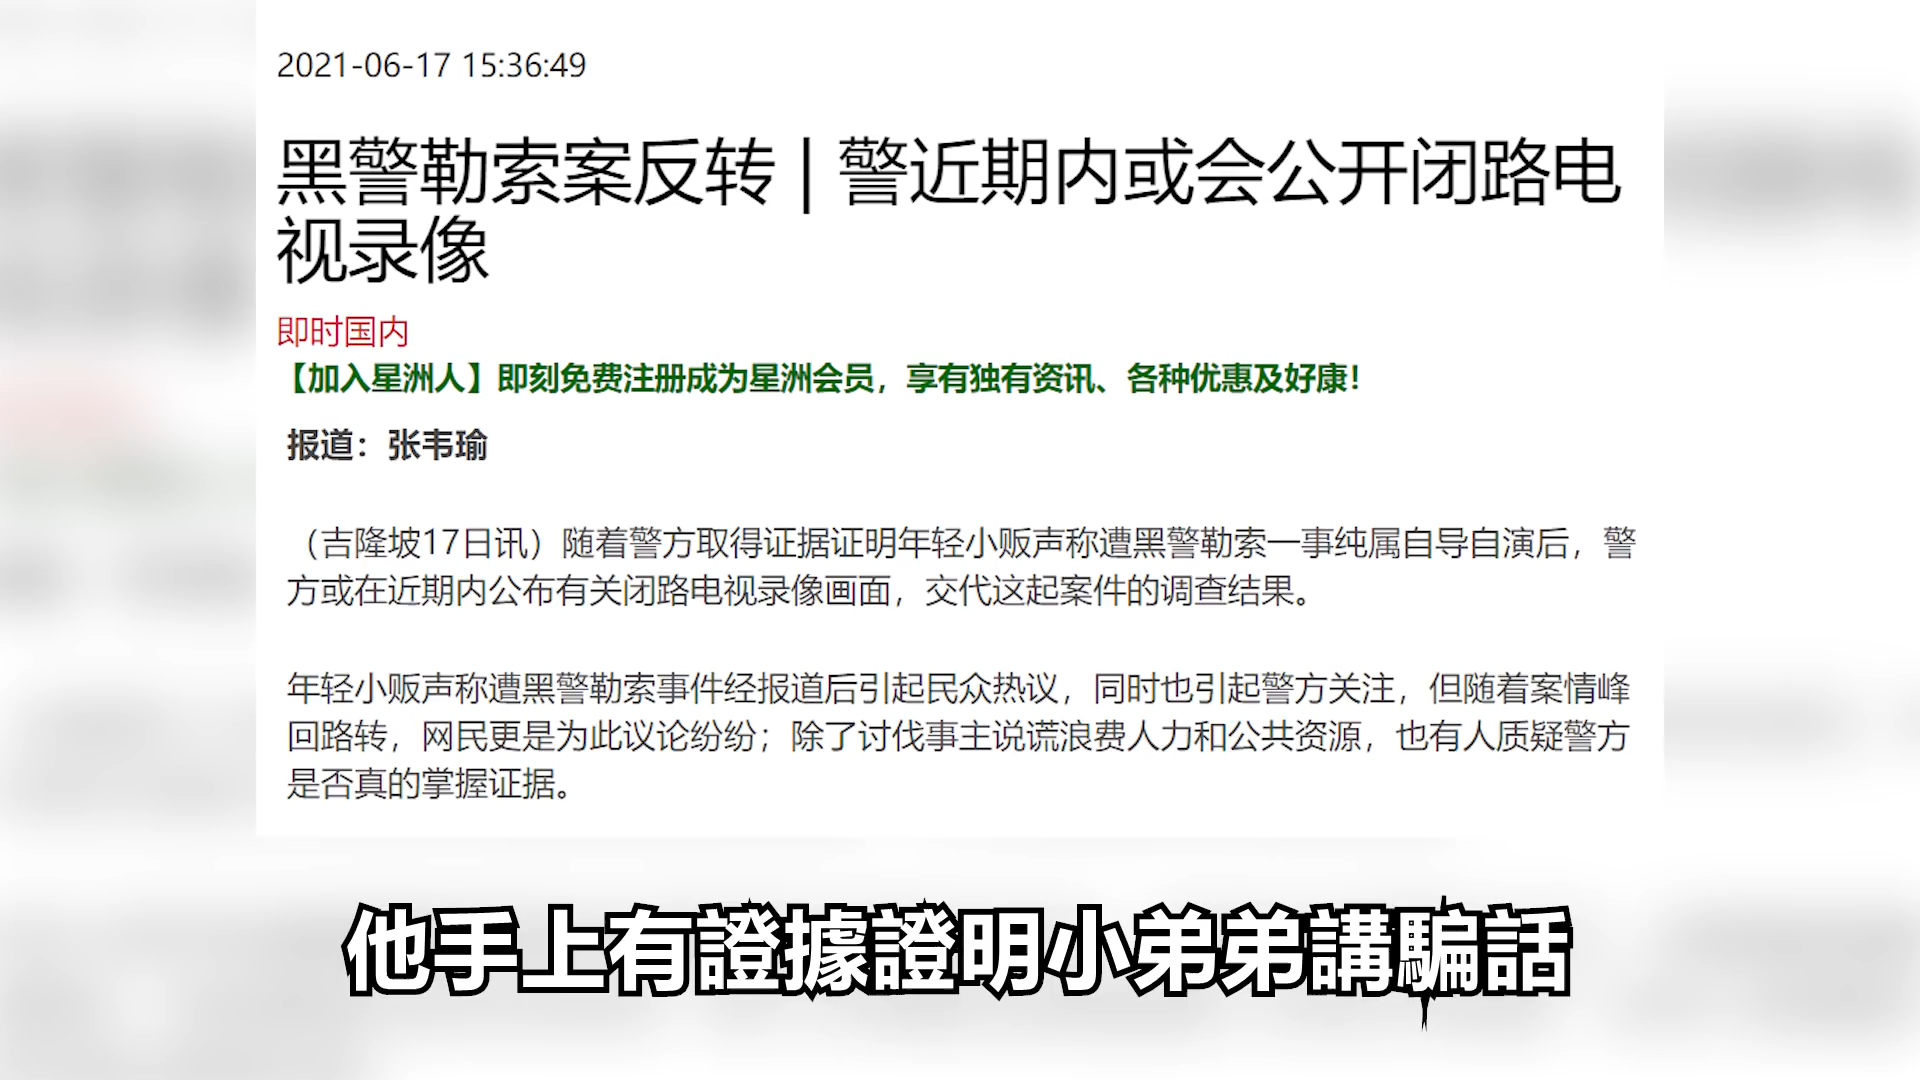 2021-06-17 15:36:49
黑警勒索案反转 | 警近期内或会公开闭路电
视录像
即时国内
【加入星洲人】即刻免费注册成为星洲会员，享有独有资讯、各种优惠及好康！
报道：张韦瑜
（吉隆坡17日讯）随着警方取得证据证明年轻小贩声称遭黑警勒索一事纯属自导自演后，警
方或在近期内公布有关闭路电视录像画面，交代这起案件的调查结果。
年轻小贩声称遭黑警勒索事件经报道后引起民众热议，同时也引起警方关注，但随着案情峰
回路转，网民更是为此议论纷纷；除了讨伐事主说谎浪费人力和公共资源，也有人质疑警方
是否真的掌握证据。
他手上有證據證明小弟弟講騙話